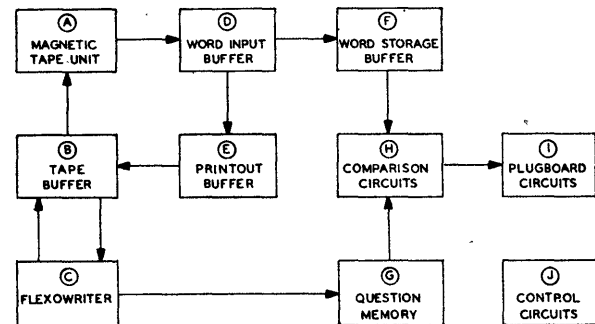 A
MAGNETIC
TAPE UNIT
D
WORD INPUT
BUFFER
F
WORD STORAGE
BUFFER
B
TAPE
BUFFER
E
PRINTOUT
BUFFER
H
COMPARISON
CIRCUITS
I
PLUGBOARD
CIRCUITS
C
FLEXOWRITER
G
QUESTION
MEMORY
J
CONTROL
CIRCUITS